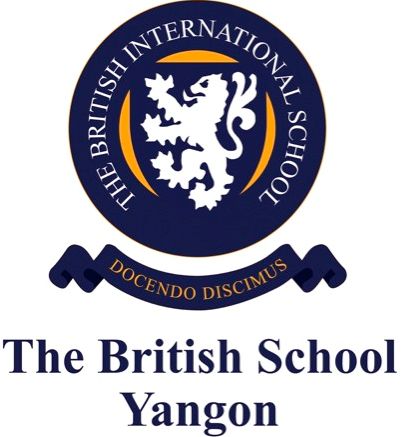 THE BRITISH INTERNATIONAL SCHOOL
DOCENDO DISCIMUS
The British School
Yangon